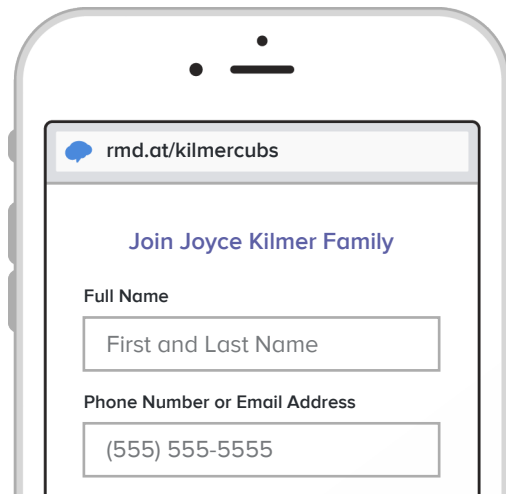 rmd.at/kilmercubs
Join Joyce Kilmer Family
Full Name
First and Last Name
Phone Number or Email Address
(555) 555-5555